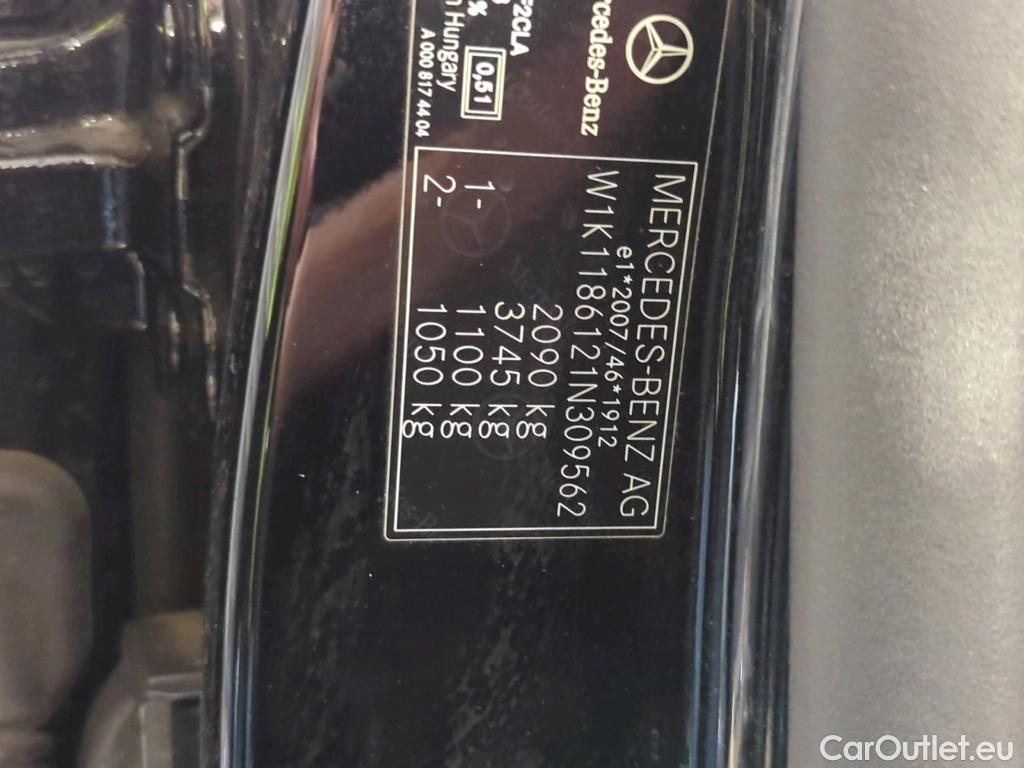 Mercedes-Benz
F2CLA
Hungary
0,51
A 000 817 44 04
MERCEDES-BENZ AG
e1*2007/46*1912
W1K1186121N309562
2090 kg
3745 kg
1- 1100 kg
2- 1050 kg
CarOutlet.eu